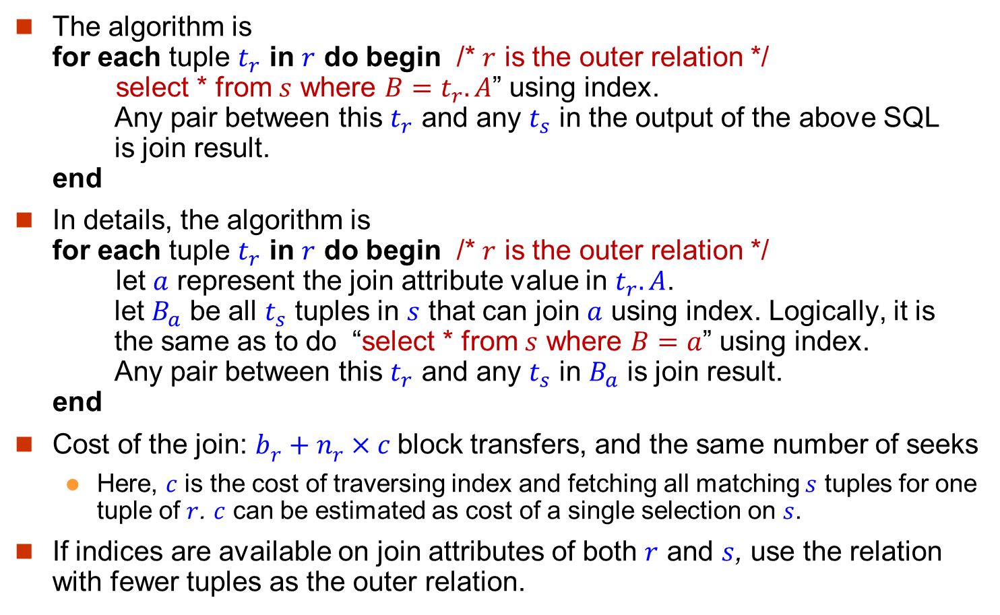 ■ The algorithm is
for each tuple t_r in r do begin /* r is the outer relation */
select * from s where B = t_r.A” using index.
Any pair between this t_r and any t_s in the output of the above SQL
is join result.
end
■ In details, the algorithm is
for each tuple t_r in r do begin /* r is the outer relation */
let a represent the join attribute value in t_r.A.
let B_a be all t_s tuples in s that can join a using index. Logically, it is
the same as to do “select * from s where B = a” using index.
Any pair between this t_r and any t_s in B_a is join result.
end
■ Cost of the join: b_r + n_r × c block transfers, and the same number of seeks
● Here, c is the cost of traversing index and fetching all matching s tuples for one
tuple of r. c can be estimated as cost of a single selection on s.
■ If indices are available on join attributes of both r and s, use the relation
with fewer tuples as the outer relation.